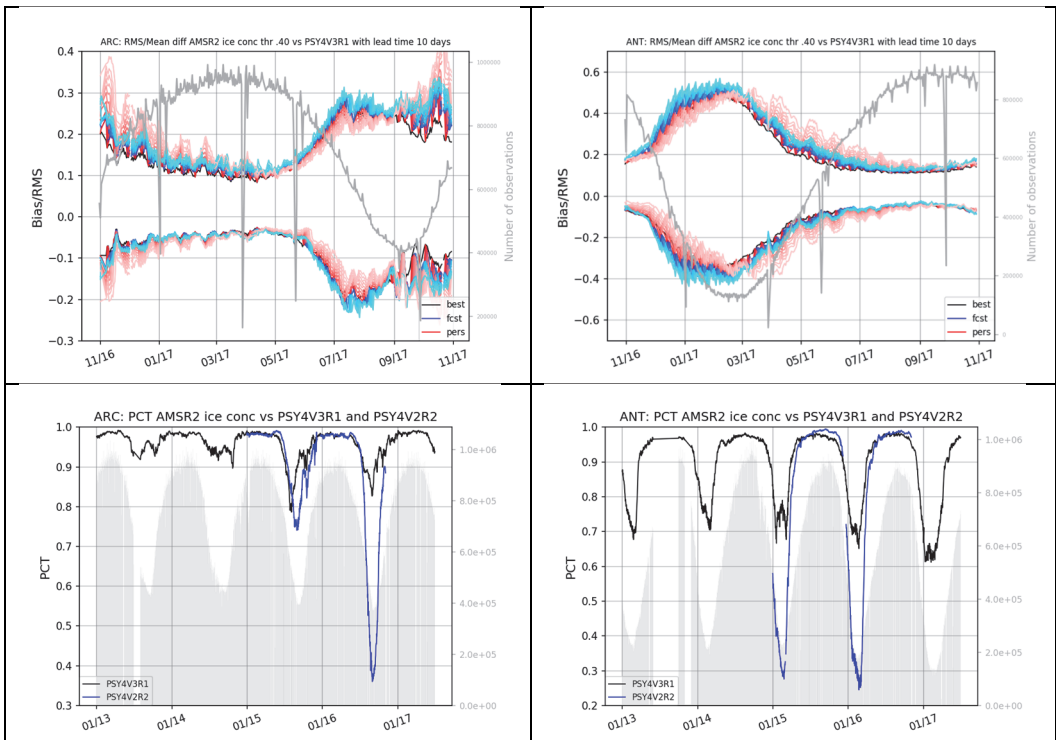 ARC: RMS/Mean diff AMSR2 ice conc thr .40 vs PSY4V3R1 with lead time 10 days
0.4
0.3
0.2
0.1
0.0
−0.1
−0.2
−0.3
Bias/RMS
1000000
800000
600000
400000
200000
Number of observations
best
fcst
pers
11/16 01/17 03/17 05/17 07/17 09/17 11/17
ANT: RMS/Mean diff AMSR2 ice conc thr .40 vs PSY4V3R1 with lead time 10 days
0.6
0.4
0.2
0.0
−0.2
−0.4
−0.6
Bias/RMS
800000
600000
400000
200000
0
Number of observations
best
fcst
pers
11/16 01/17 03/17 05/17 07/17 09/17 11/17
ARC: PCT AMSR2 ice conc vs PSY4V3R1 and PSY4V2R2
1.0
0.9
0.8
0.7
0.6
0.5
0.4
0.3
PCT
1.0e+06
8.0e+05
6.0e+05
4.0e+05
2.0e+05
0.0e+00
PSY4V3R1
PSY4V2R2
01/13 01/14 01/15 01/16 01/17
ANT: PCT AMSR2 ice conc vs PSY4V3R1 and PSY4V2R2
1.0
0.9
0.8
0.7
0.6
0.5
0.4
0.3
0.2
PCT
1.0e+06
8.0e+05
6.0e+05
4.0e+05
2.0e+05
0.0e+00
PSY4V3R1
PSY4V2R2
01/13 01/14 01/15 01/16 01/17